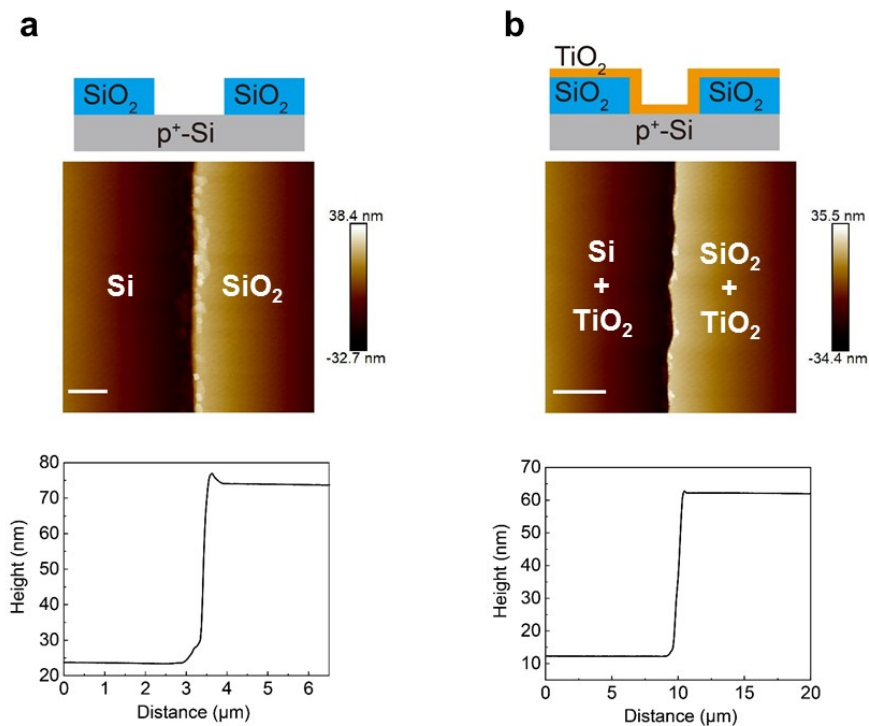 a
SiO2 SiO2
p+-Si
38.4 nm
Si SiO2
-32.7 nm
80
70
60
50
40
30
20
Height (nm)
0 1 2 3 4 5 6
Distance (μm)
b
TiO2
SiO2 SiO2
p+-Si
35.5 nm
Si + TiO2
SiO2 + TiO2
-34.4 nm
70
60
50
40
30
20
10
Height (nm)
0 5 10 15 20
Distance (μm)